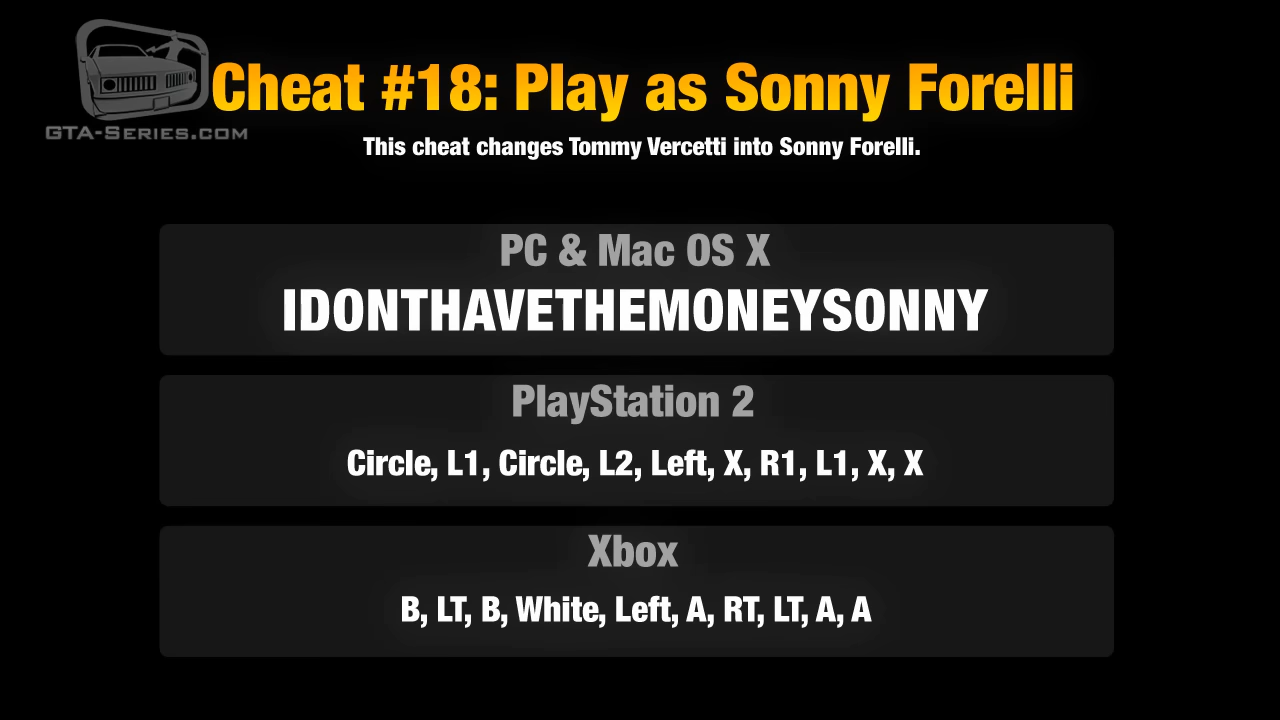 GTA-Series.com
Cheat #18: Play as Sonny Forelli
This cheat changes Tommy Vercetti into Sonny Forelli.
PC & Mac OS X
IDONTHAVETHEMONEYSONNY
PlayStation 2
Circle, L1, Circle, L2, Left, X, R1, L1, X, X
Xbox
B, LT, B, White, Left, A, RT, LT, A, A